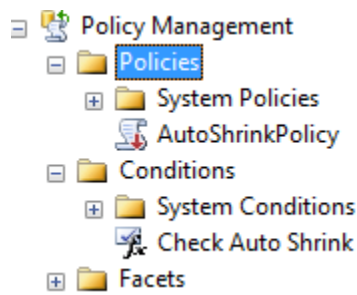 Policy Management
Policies
System Policies
AutoShrinkPolicy
Conditions
System Conditions
Check Auto Shrink
Facets